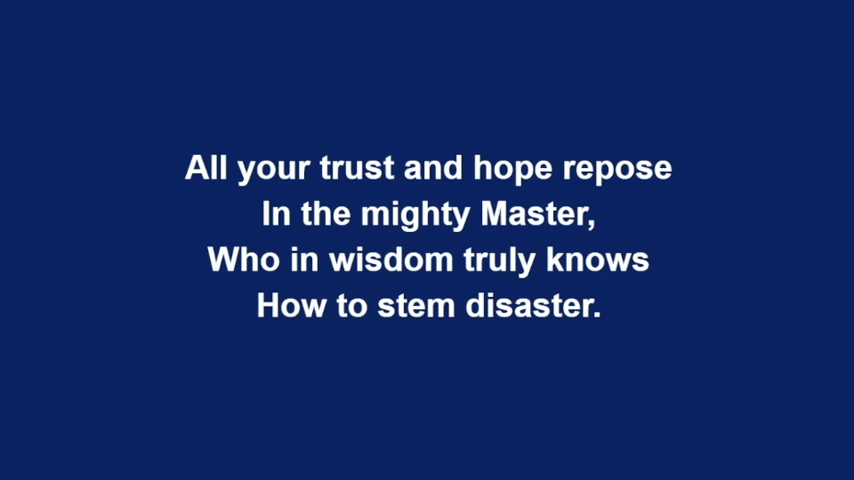 All your trust and hope repose
In the mighty Master,
Who in wisdom truly knows
How to stem disaster.